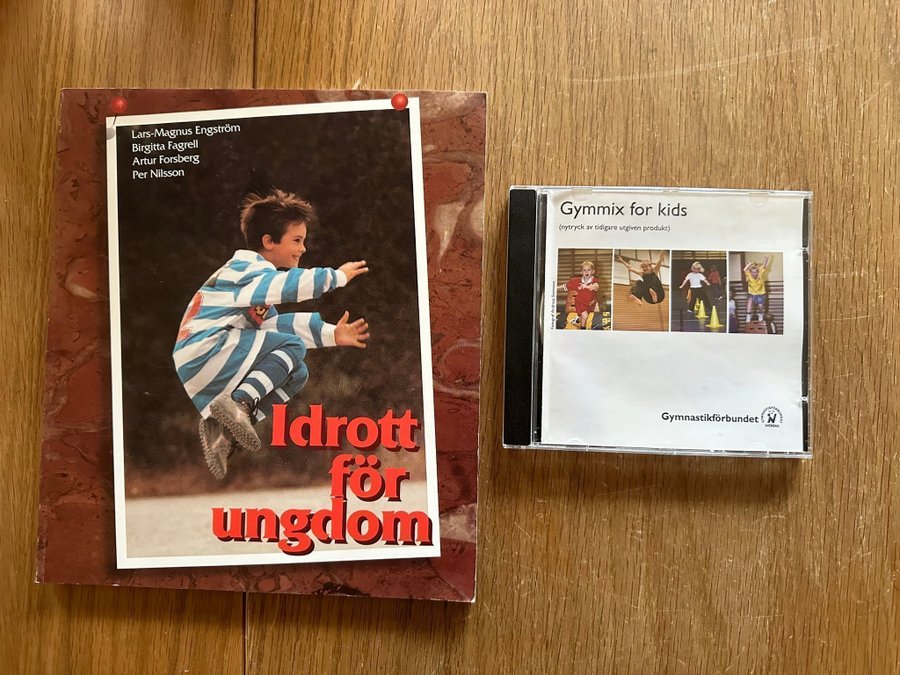 Lars-Magnus Engström
Birgitta Fagrell
Artur Forsberg
Per Nilsson
Idrott
för
ungdom
Gymmix for kids
(nytryck av tidigare utgiven produkt)
Gymnastikförbundet